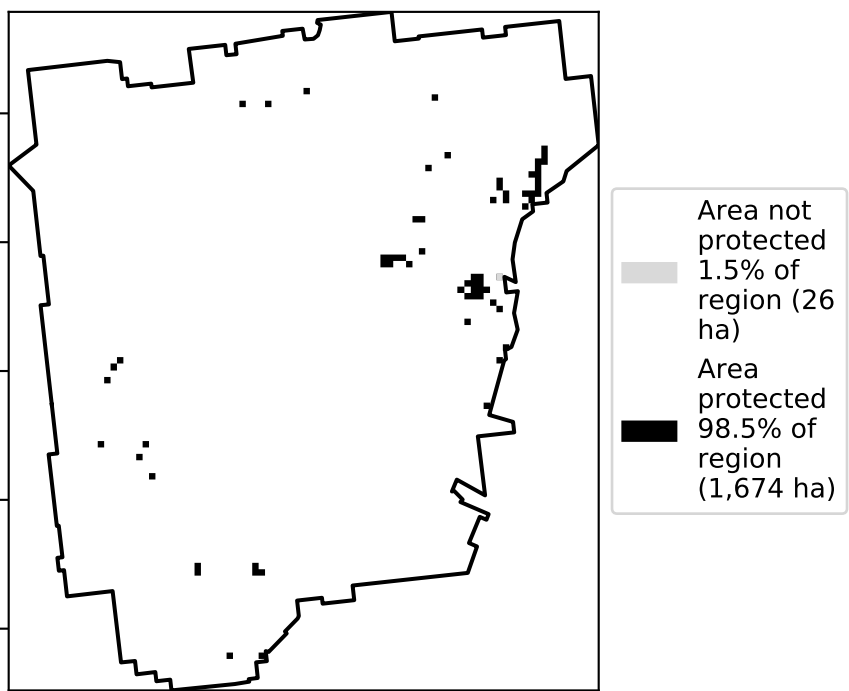 Area not
protected
1.5% of
region (26
ha)
Area
protected
98.5% of
region
(1,674 ha)